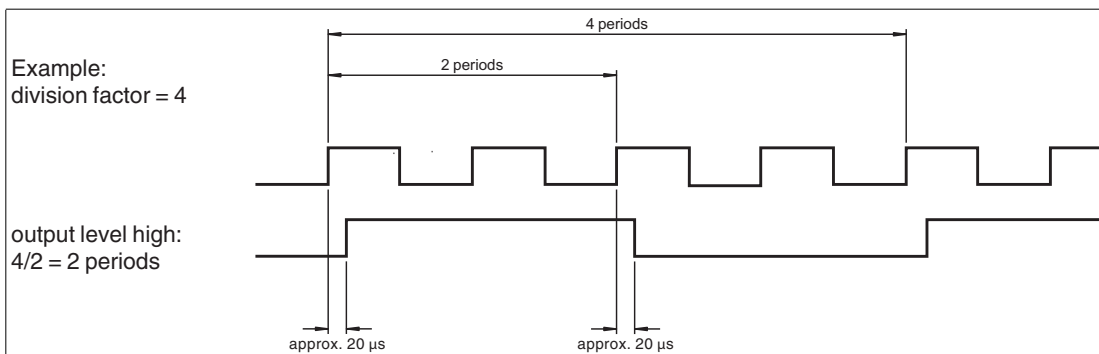 4 periods
2 periods
Example:
division factor = 4
output level high:
4/2 = 2 periods
approx. 20 µs
approx. 20 µs